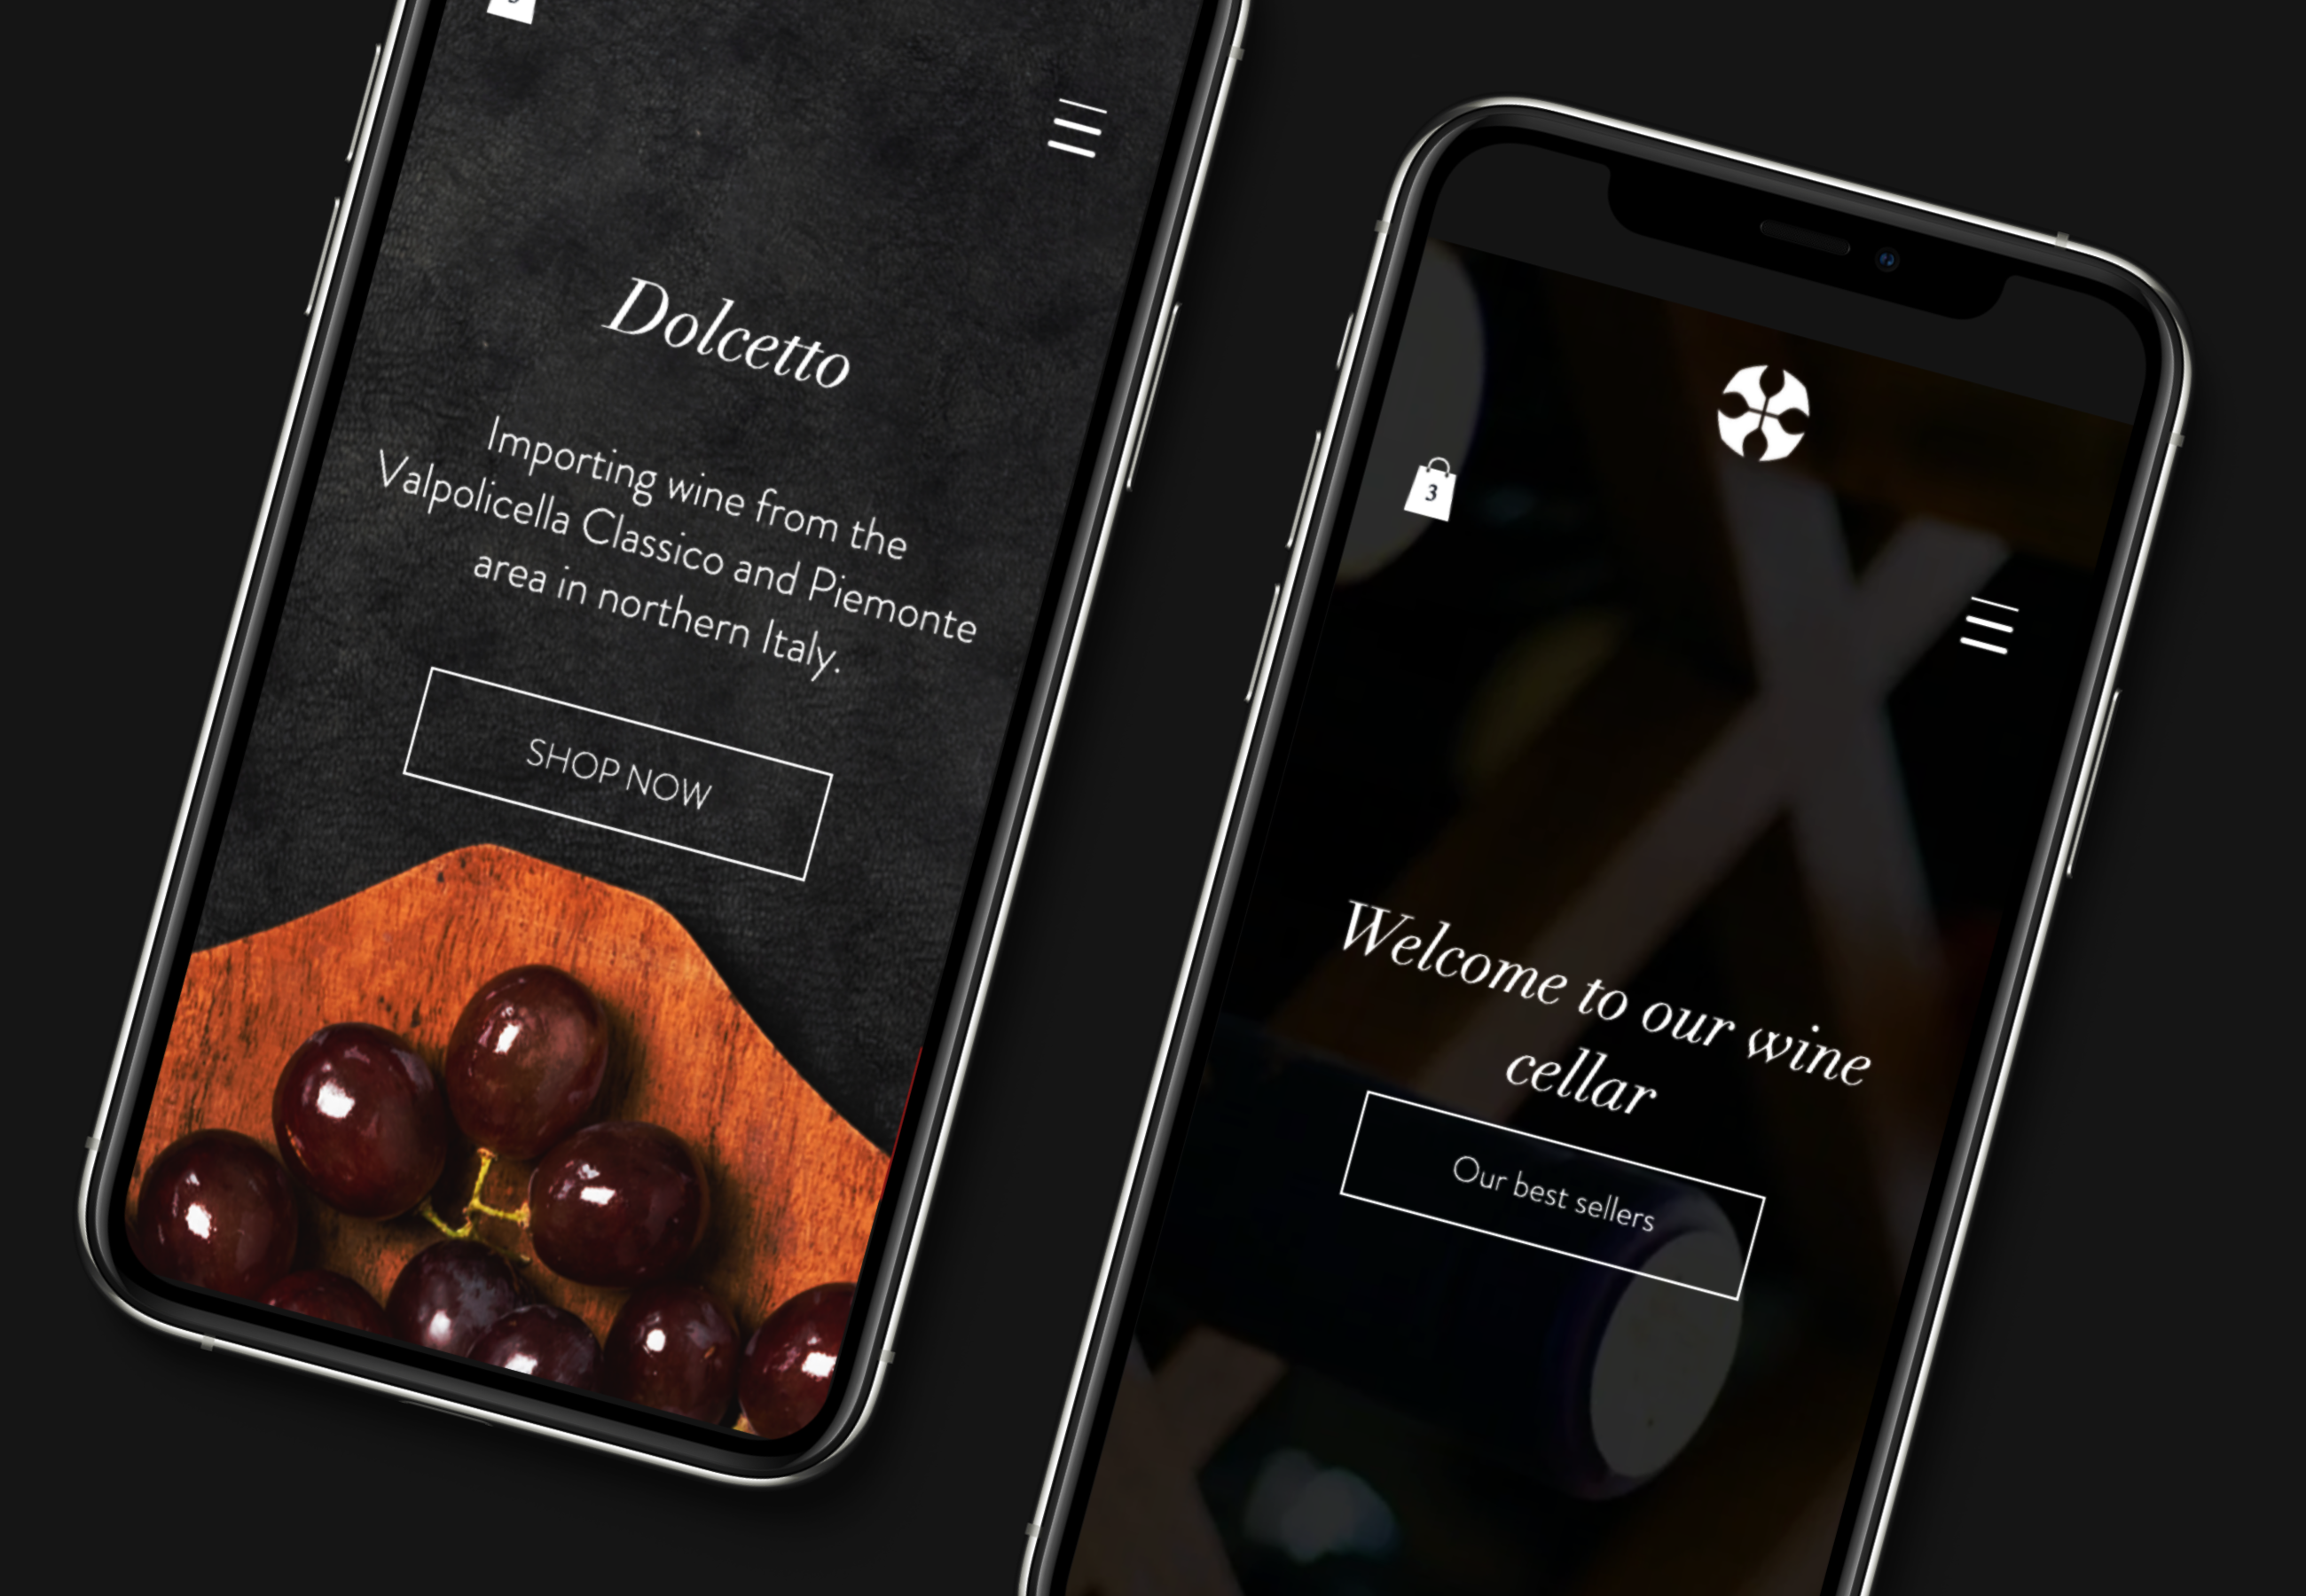 Dolcetto
Importing wine from the
Valpolicella Classico and Piemonte
area in northern Italy.
SHOP NOW
3
Welcome to our wine
cellar
Our best sellers